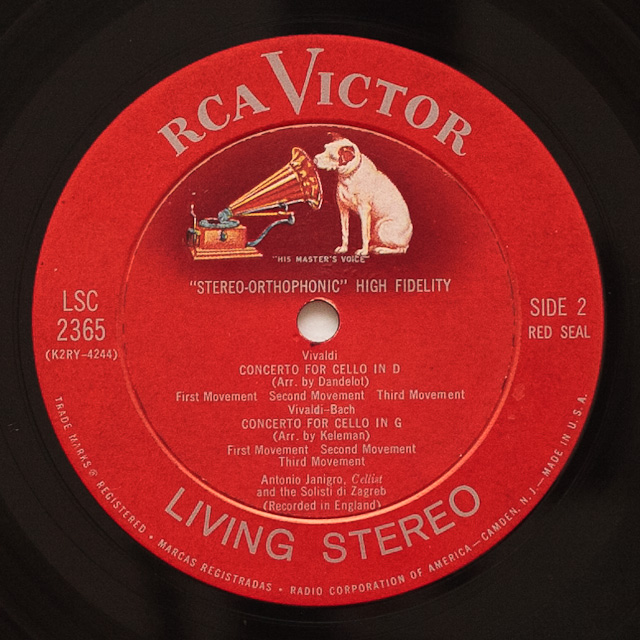 RCA VICTOR
"HIS MASTER'S VOICE"
"STEREO-ORTHOPHONIC" HIGH FIDELITY
LSC
2365
(K2RY-4244)
SIDE 2
RED SEAL
Vivaldi
CONCERTO FOR CELLO IN D
(Arr. by Dandelot)
First Movement Second Movement Third Movement
Vivaldi-Bach
CONCERTO FOR CELLO IN G
(Arr. by Keleman)
First Movement Second Movement
Third Movement
Antonio Janigro, Cellist
and the Solisti di Zagreb
(Recorded in England)
LIVING STEREO
TRADE MARKS ® REGISTERED • MARCAS REGISTRADAS • RADIO CORPORATION OF AMERICA—CAMDEN, N. J.—MADE IN U.S.A.